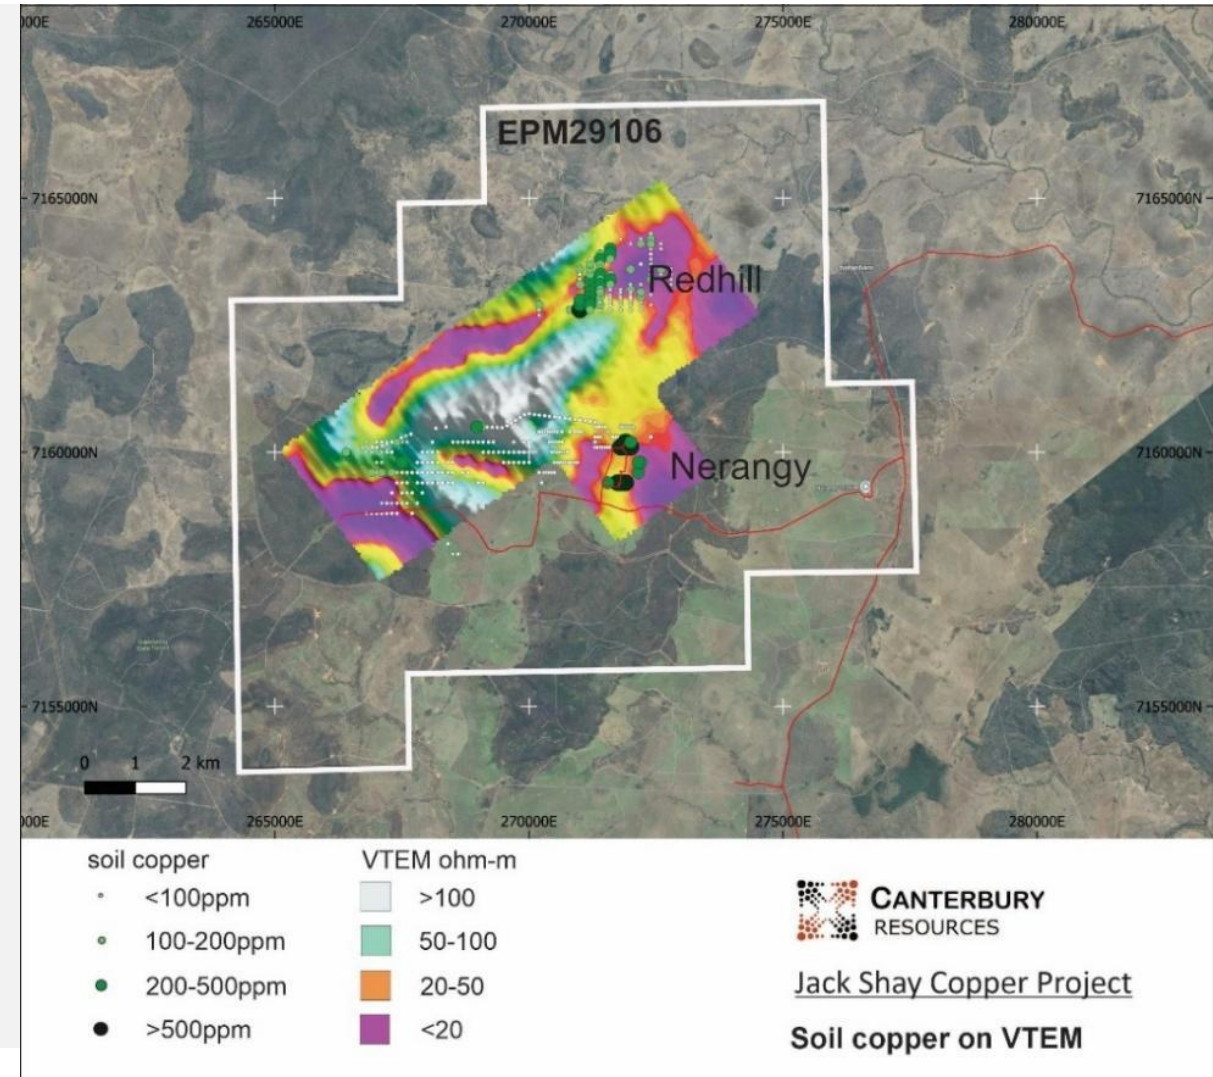 000E 265000E 270000E 275000E 280000E
EPM29106
7165000N 7165000N
Redhill
7160000N 7160000N
Nerangy
7155000N 7155000N
0 1 2 km
000E 265000E 270000E 275000E 280000E
soil copper
<100ppm
100-200ppm
200-500ppm
>500ppm
VTEM ohm-m
>100
50-100
20-50
<20
CANTERBURY
RESOURCES
Jack Shay Copper Project
Soil copper on VTEM